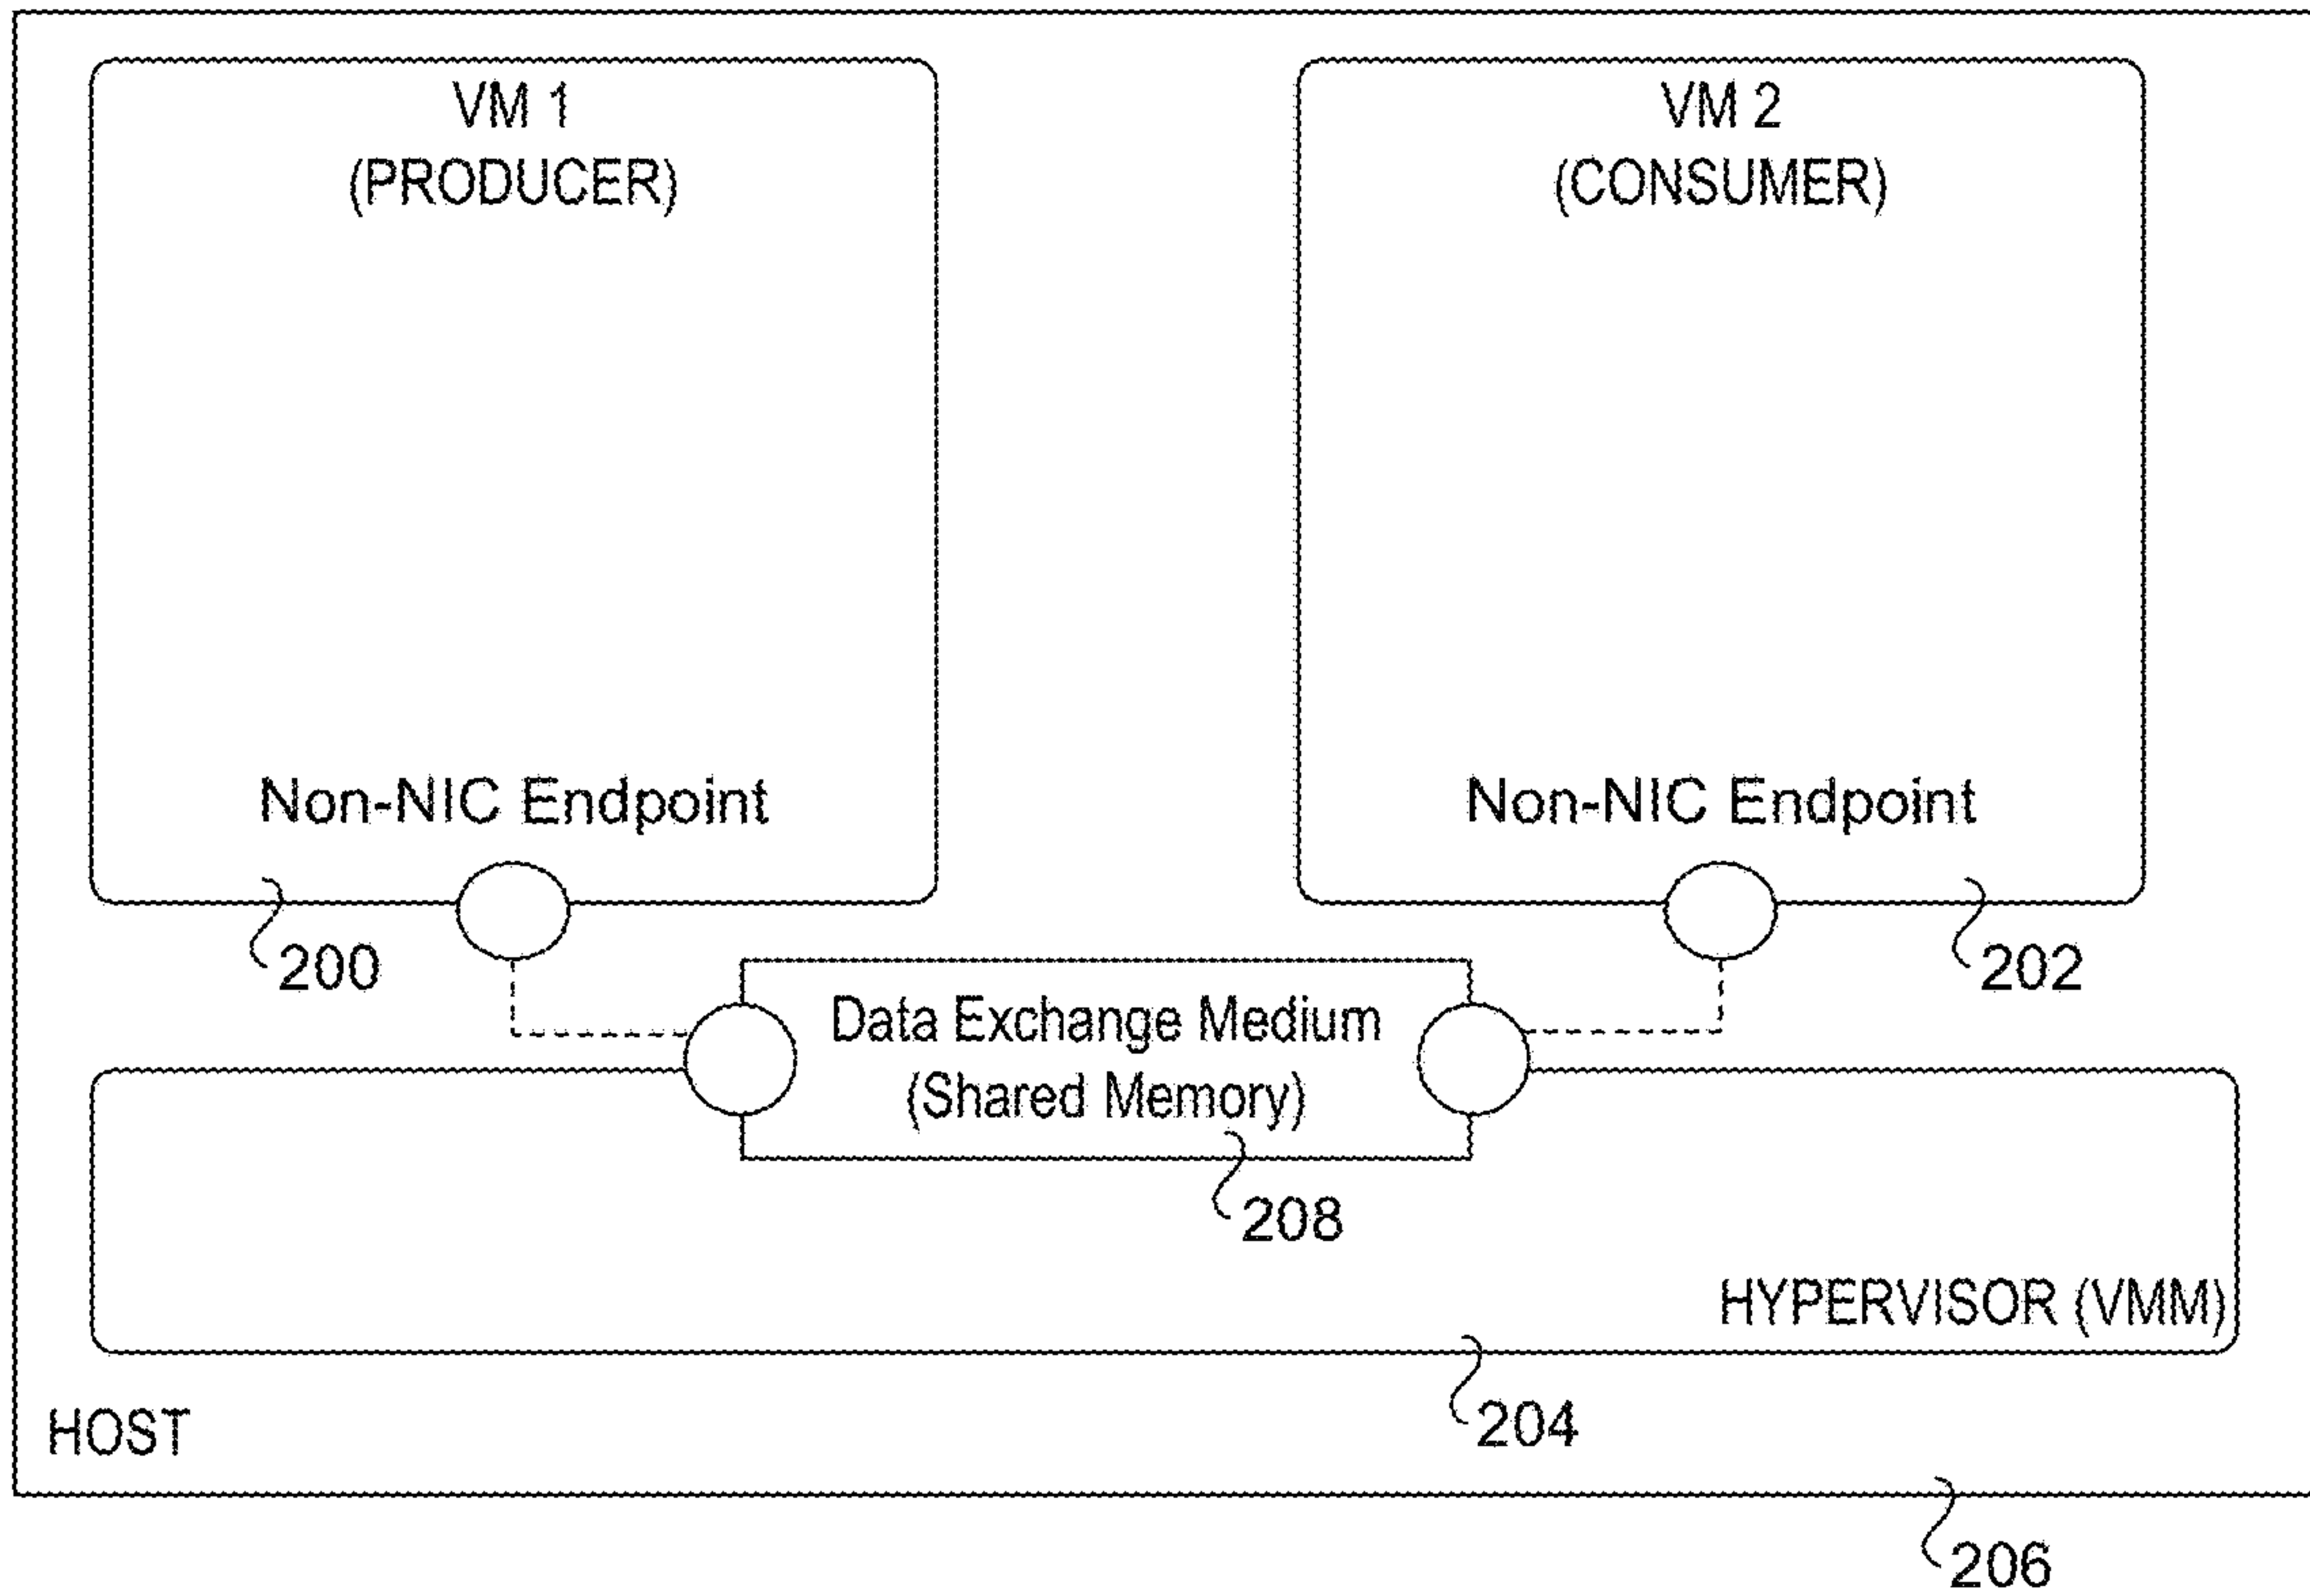 VM 1
(PRODUCER)
VM 2
(CONSUMER)
Non-NIC Endpoint
Non-NIC Endpoint
200
202
Data Exchange Medium
(Shared Memory)
208
HYPERVISOR (VMM)
204
HOST
206